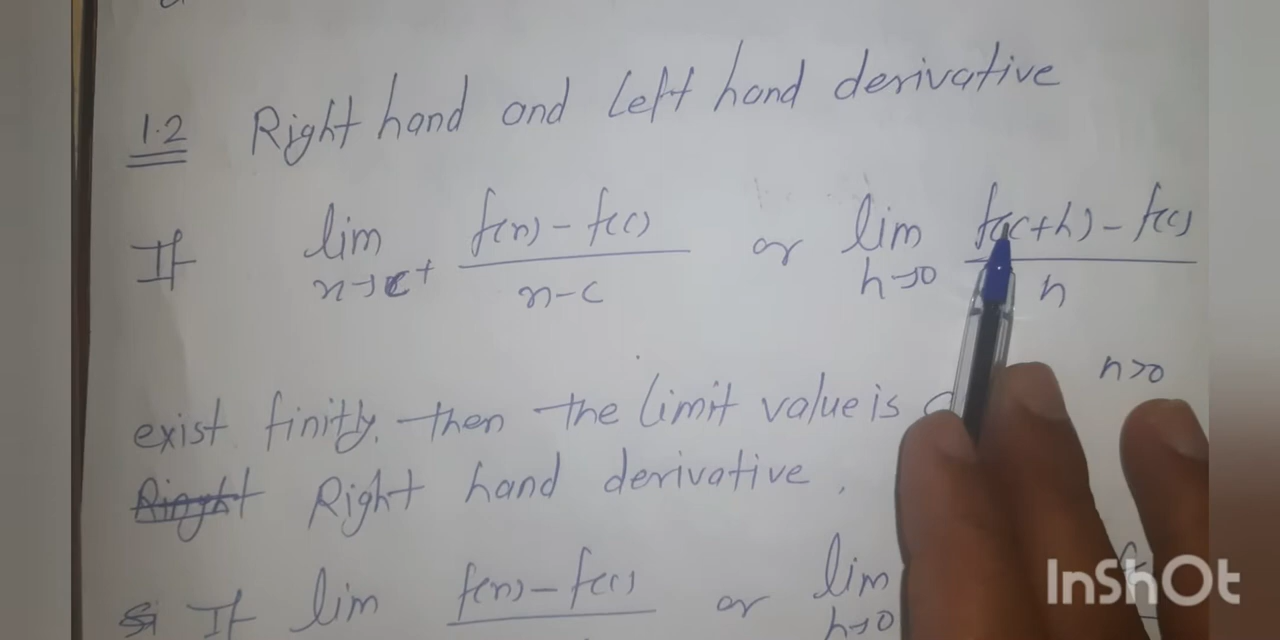 1.2 Right hand and Left hand derivative
If lim x→c+ f(x) - f(c) / x-c or lim h→0 f(c+h) - f(c) / h
h>0
exist finitly. then the limit value is
Right hand derivative.
If lim f(x) - f(c) or lim h→0
InShOt